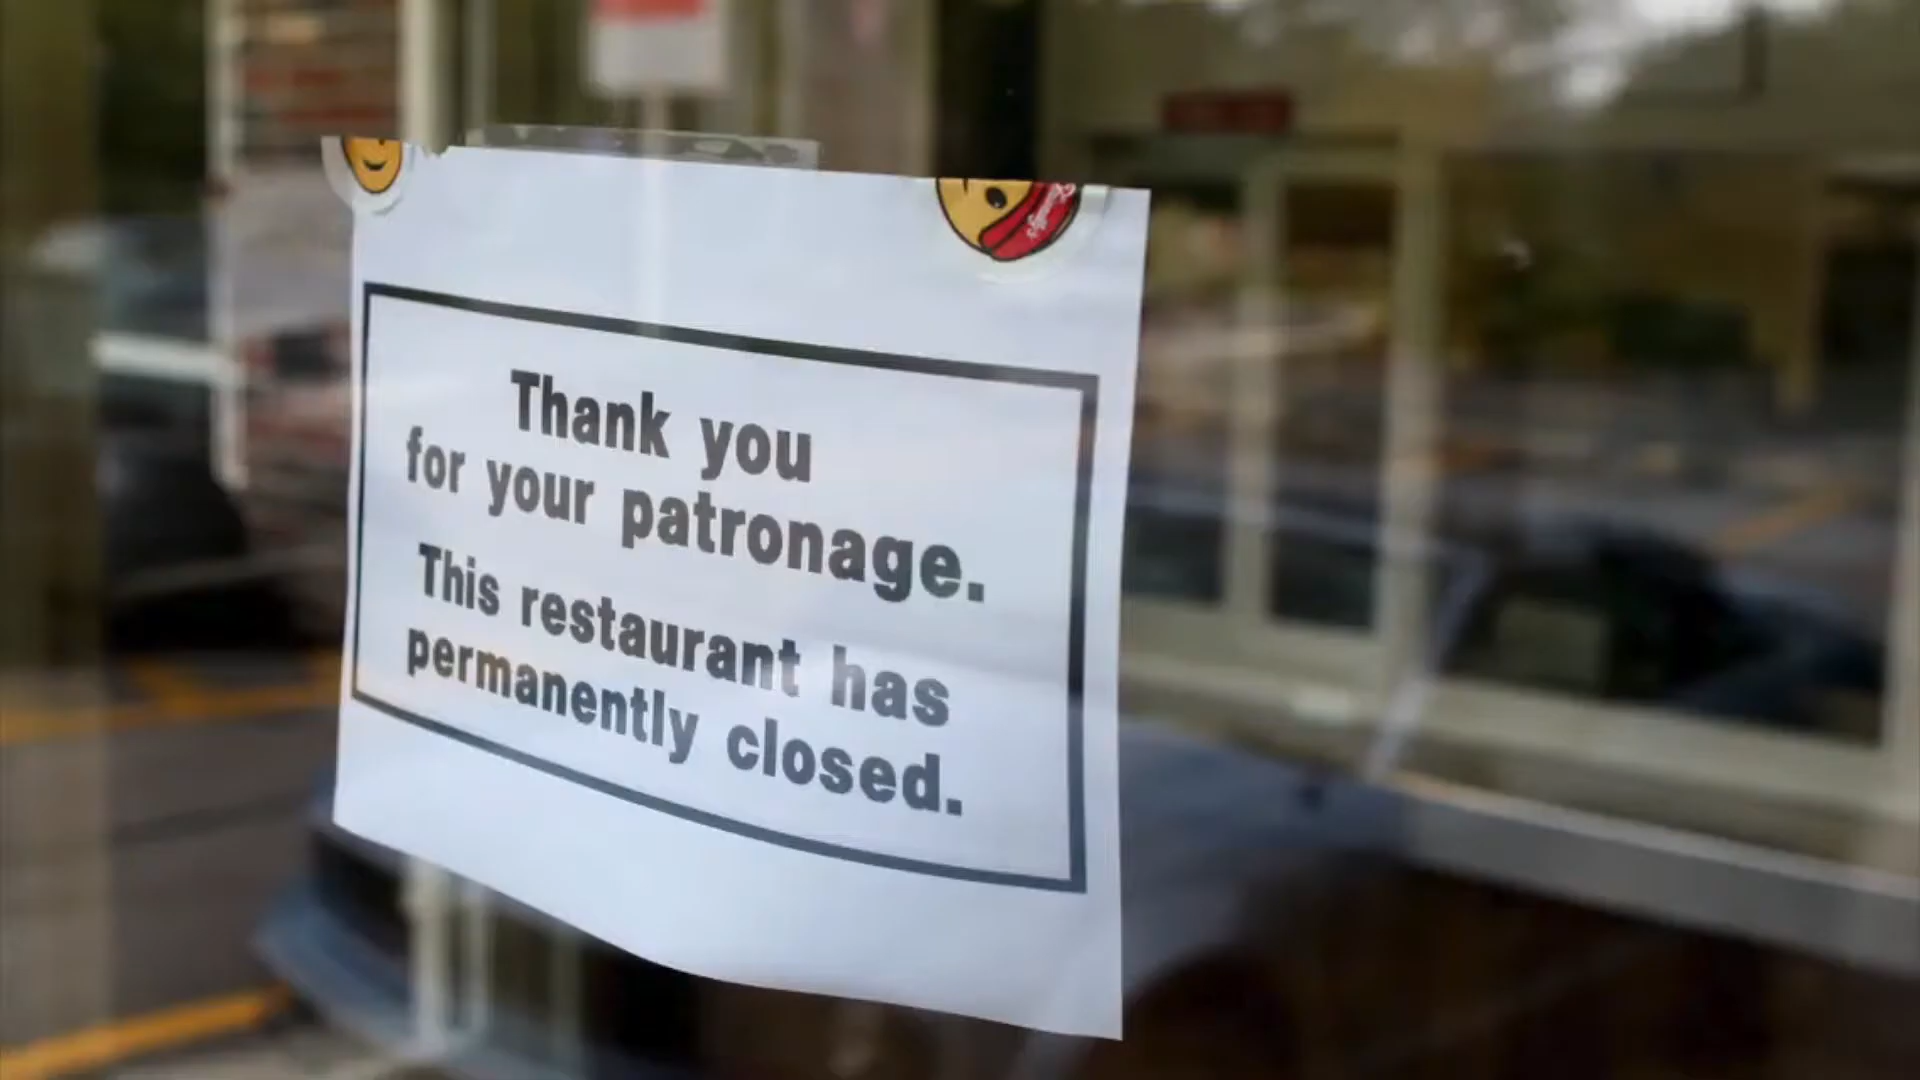 Thank you
for your patronage.
This restaurant has
permanently closed.